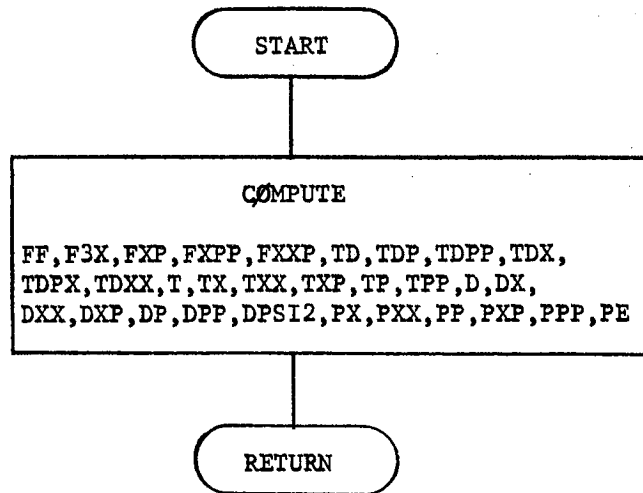 START
CØMPUTE
FF,F3X,FXP,FXPP,FXXP,TD,TDP,TDPP,TDX,
TDPX,TDXX,T,TX,TXX,TXP,TP,TPP,D,DX,
DXX,DXP,DP,DPP,DPSI2,PX,PXX,PP,PXP,PPP,PE
RETURN